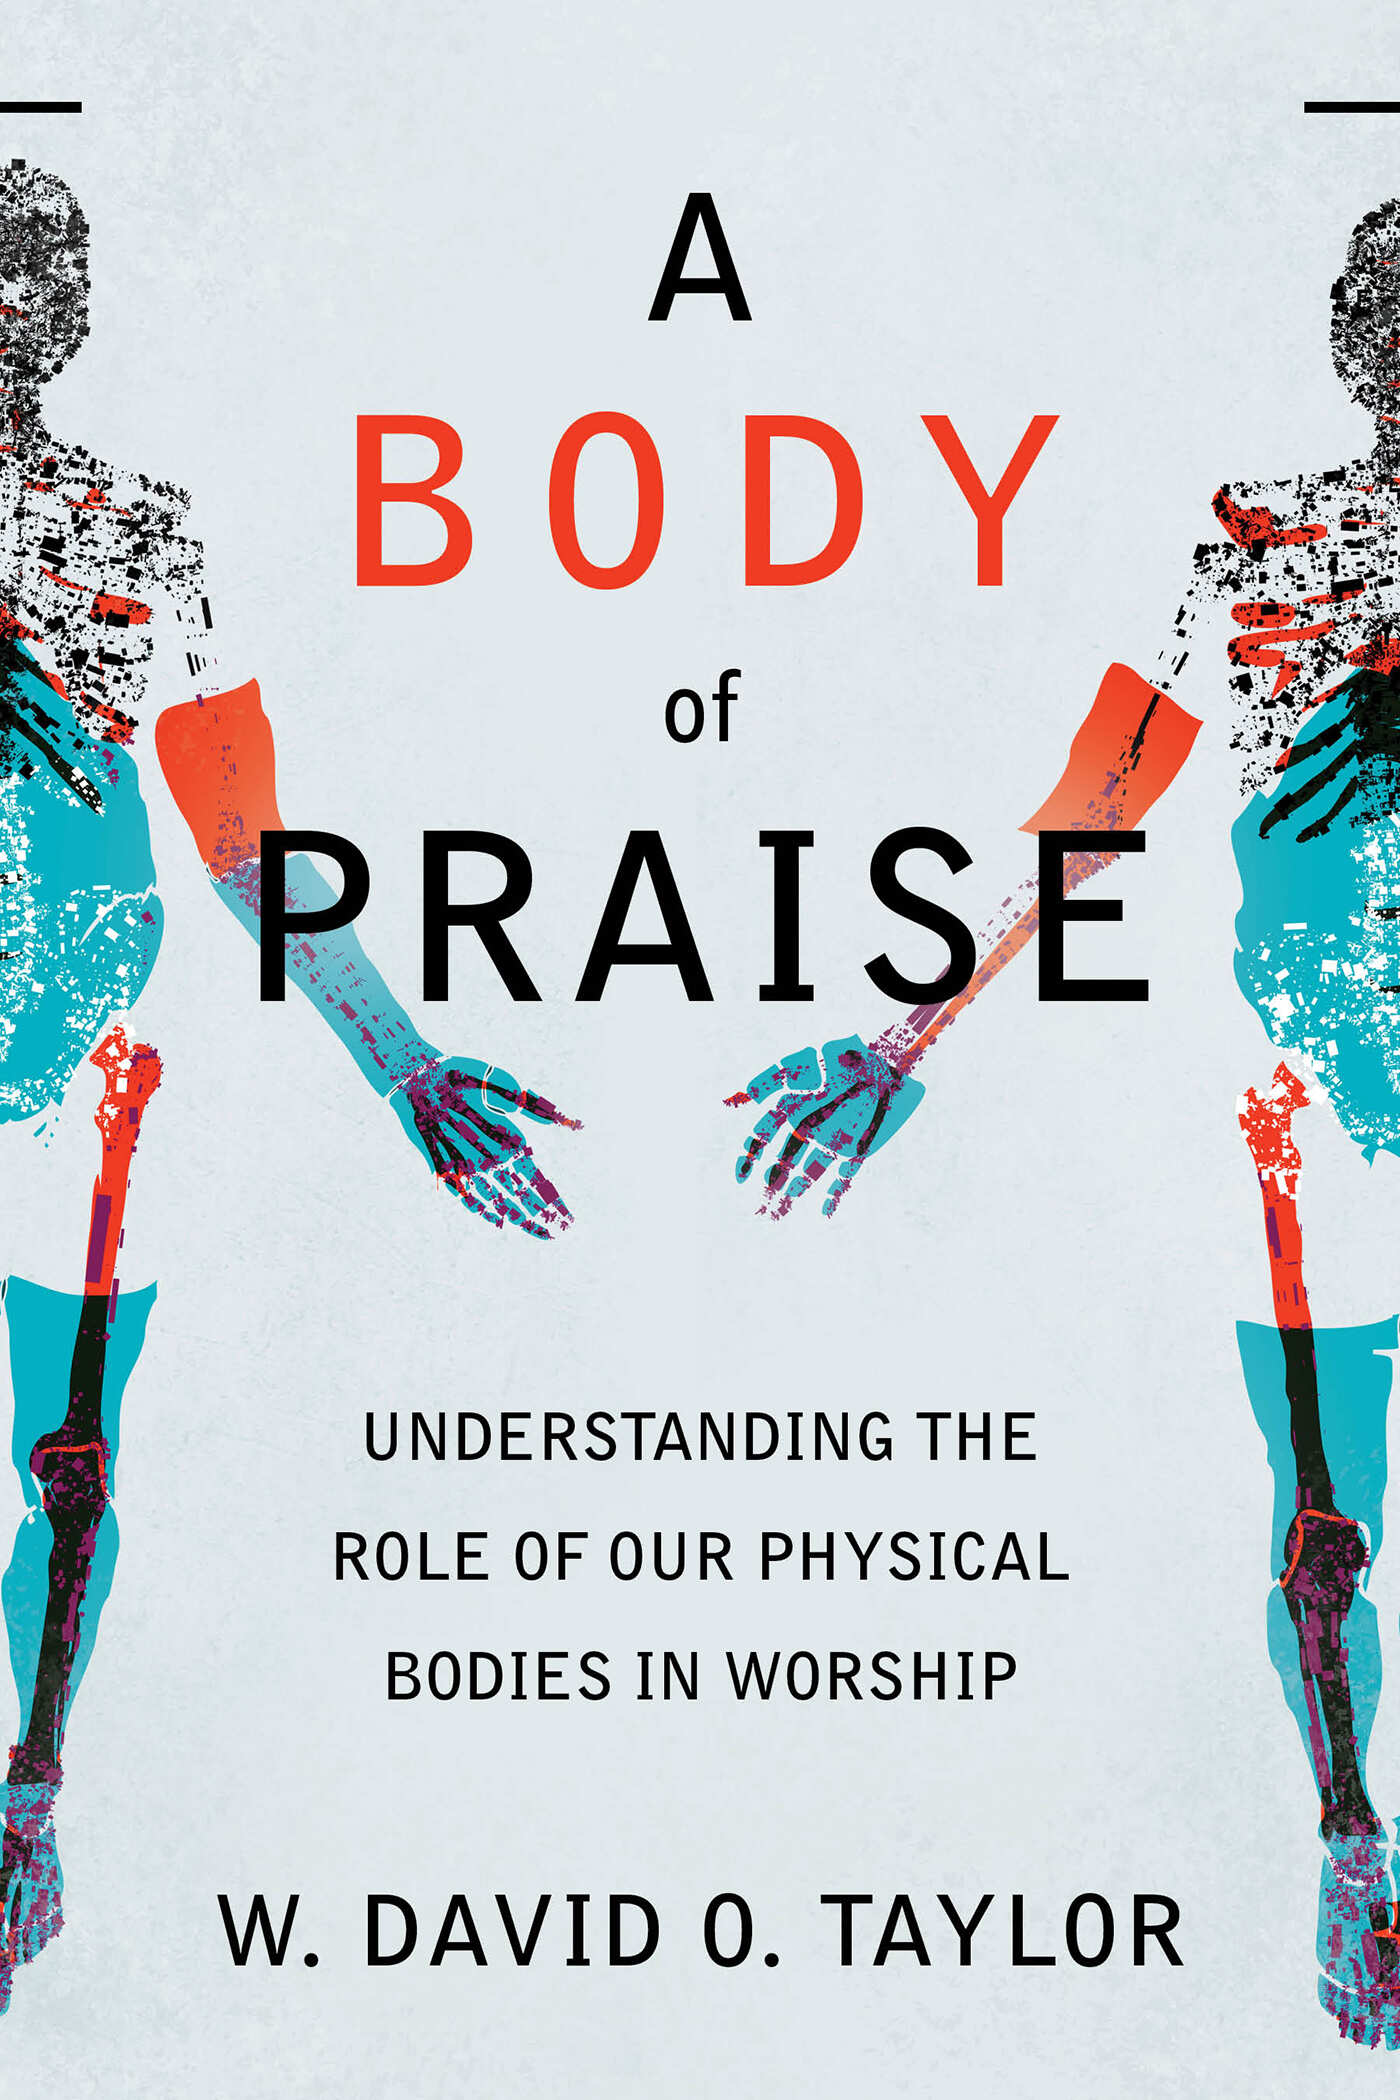 A
BODY
of
PRAISE
UNDERSTANDING THE
ROLE OF OUR PHYSICAL
BODIES IN WORSHIP
W. DAVID O. TAYLOR